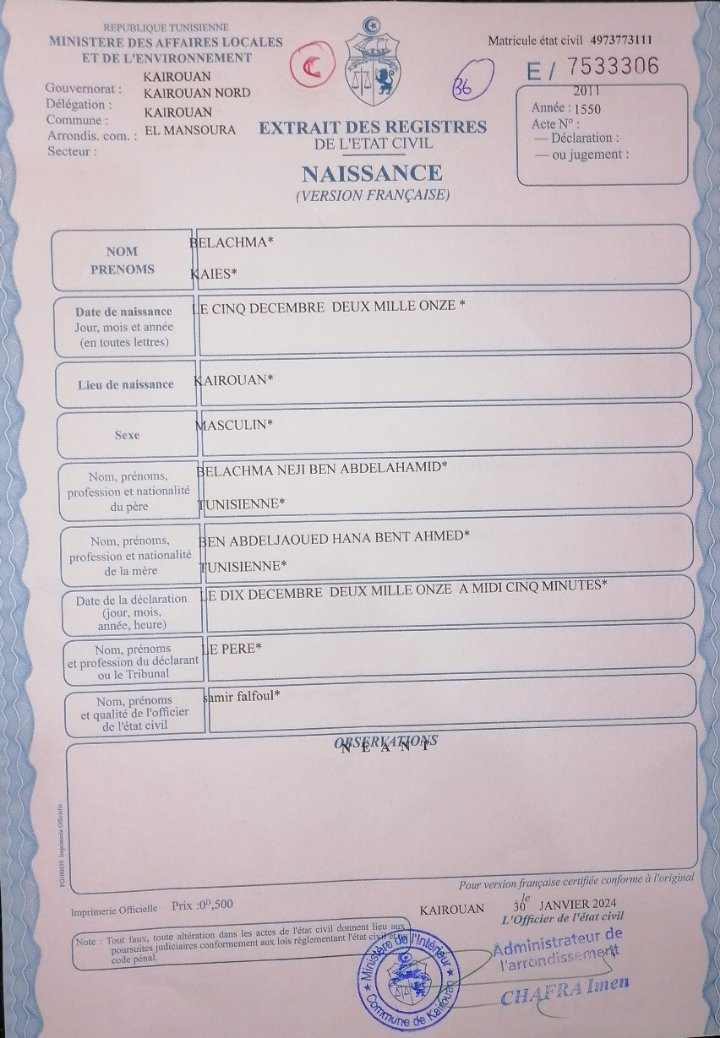 REPUBLIQUE TUNISIENNE
MINISTERE DES AFFAIRES LOCALES
ET DE L'ENVIRONNEMENT
Matricule état civil 4973773111
E / 7533306
36
Gouvernorat : KAIROUAN
Délégation : KAIROUAN NORD
Commune : KAIROUAN
Arrondis. com. : EL MANSOURA
Secteur :
2011
Année : 1550
Acte N° :
— Déclaration :
— ou jugement :
EXTRAIT DES REGISTRES
DE L'ETAT CIVIL
NAISSANCE
(VERSION FRANÇAISE)
NOM
PRENOMS
BELACHMA*
KAIES*
Date de naissance
Jour, mois et année
(en toutes lettres)
LE CINQ DECEMBRE DEUX MILLE ONZE *
Lieu de naissance
KAIROUAN*
Sexe
MASCULIN*
Nom, prénoms,
profession et nationalité
du père
BELACHMA NEJI BEN ABDELAHAMID*
TUNISIENNE*
Nom, prénoms,
profession et nationalité
de la mère
BEN ABDELJAOUED HANA BENT AHMED*
TUNISIENNE*
Date de la déclaration
(jour, mois,
année, heure)
LE DIX DECEMBRE DEUX MILLE ONZE A MIDI CINQ MINUTES*
Nom, prénoms
et profession du déclarant
ou le Tribunal
LE PERE*
Nom, prénoms
et qualité de l'officier
de l'état civil
samir falfoul*
OBSERVATIONS
N E A N T
Imprimerie Officielle
Pour version française certifiée conforme à l'original
Imprimerie Officielle Prix :0ᴰ,500
KAIROUAN le 30 JANVIER 2024
L'Officier de l'état civil
Note : Tout faux, toute altération dans les actes de l'état civil donnent lieu aux
poursuites judiciaires conformement aux lois réglementant l'état civil
code pénal.
Ministère de l'Intérieur
Commune de Kairouan
Administrateur de
l'arrondissement
CHAFRA Imen